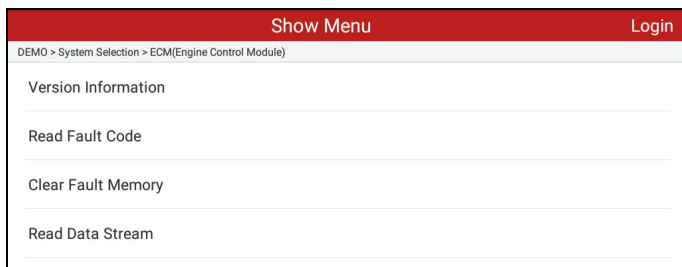 Show Menu
Login
DEMO > System Selection > ECM(Engine Control Module)
Version Information
Read Fault Code
Clear Fault Memory
Read Data Stream